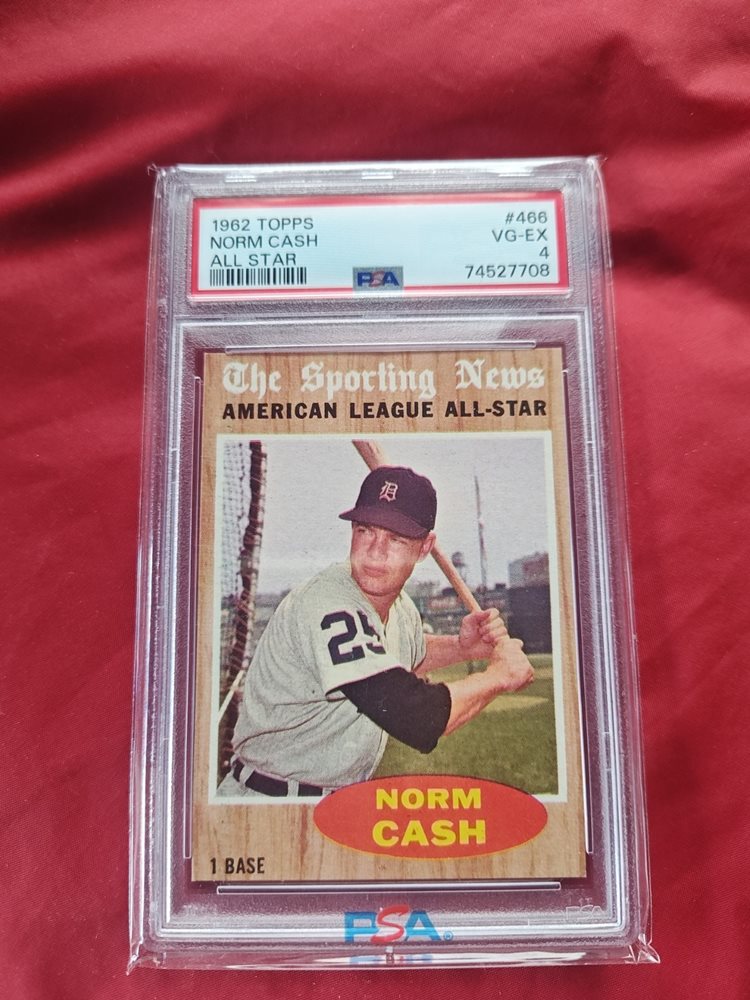 1962 TOPPS #466
NORM CASH VG-EX
ALL STAR 4
PSA 74527708
The Sporting News
AMERICAN LEAGUE ALL-STAR
D
25
NORM
CASH
1 BASE
PSA®
PSA